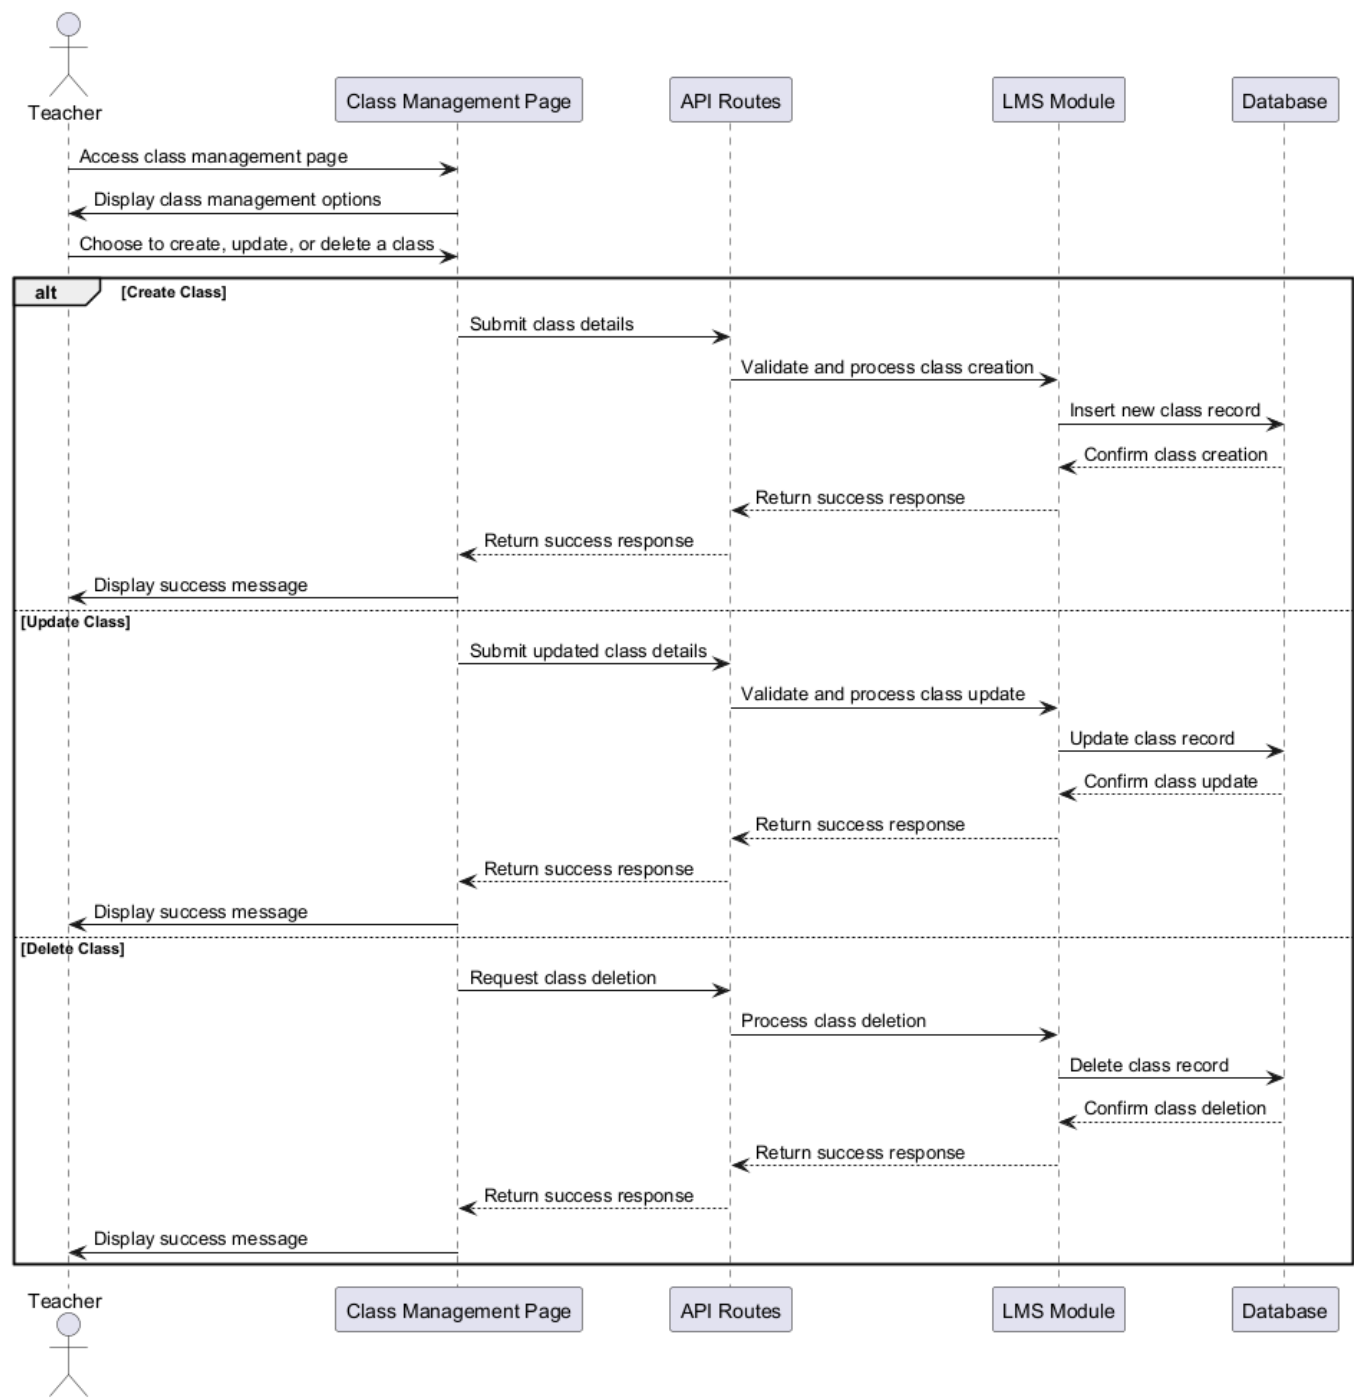 Teacher
Class Management Page
API Routes
LMS Module
Database
Access class management page
Display class management options
Choose to create, update, or delete a class
alt
[Create Class]
Submit class details
Validate and process class creation
Insert new class record
Confirm class creation
Return success response
Return success response
Display success message
[Update Class]
Submit updated class details
Validate and process class update
Update class record
Confirm class update
Return success response
Return success response
Display success message
[Delete Class]
Request class deletion
Process class deletion
Delete class record
Confirm class deletion
Return success response
Return success response
Display success message
Teacher
Class Management Page
API Routes
LMS Module
Database